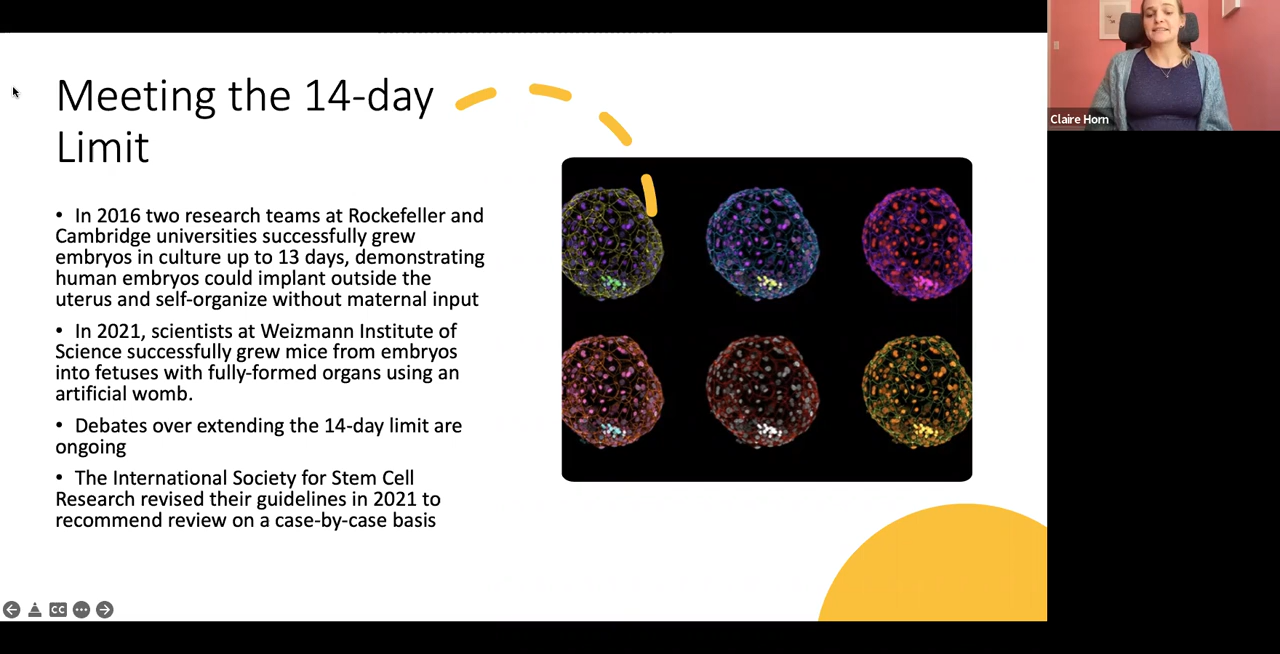 Meeting the 14-day
Limit
• In 2016 two research teams at Rockefeller and
Cambridge universities successfully grew
embryos in culture up to 13 days, demonstrating
human embryos could implant outside the
uterus and self-organize without maternal input
• In 2021, scientists at Weizmann Institute of
Science successfully grew mice from embryos
into fetuses with fully-formed organs using an
artificial womb.
• Debates over extending the 14-day limit are
ongoing
• The International Society for Stem Cell
Research revised their guidelines in 2021 to
recommend review on a case-by-case basis
CC
Claire Horn